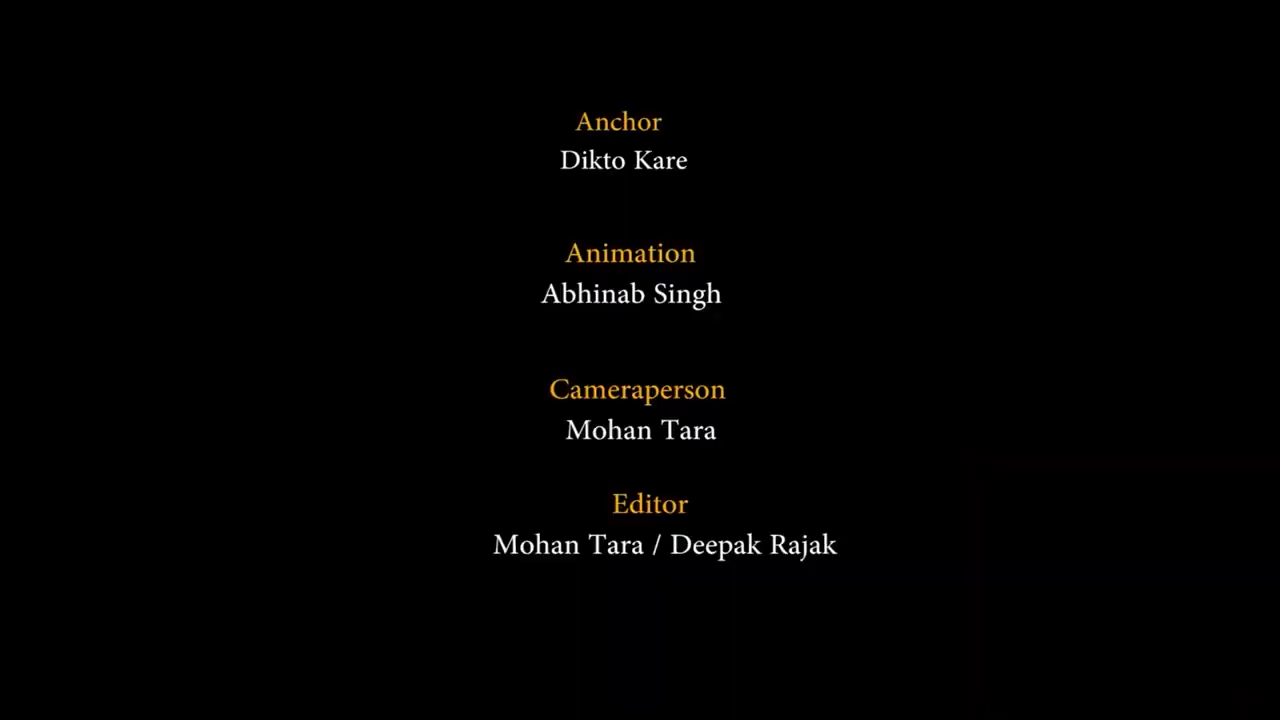 Anchor
Dikto Kare
Animation
Abhinab Singh
Cameraperson
Mohan Tara
Editor
Mohan Tara / Deepak Rajak